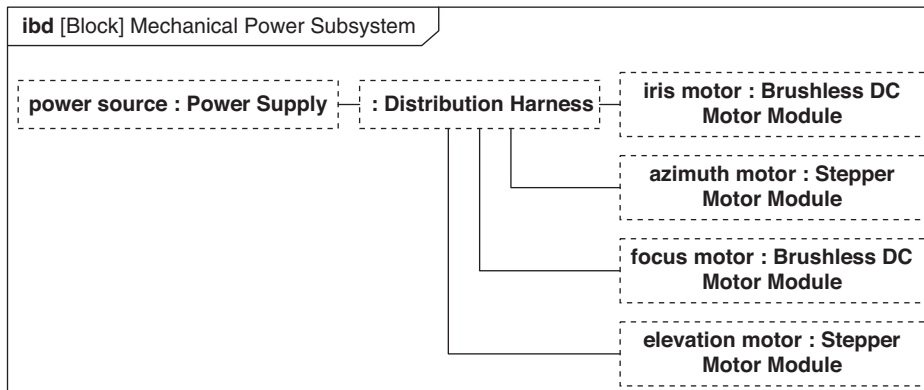 ibd [Block] Mechanical Power Subsystem
power source : Power Supply
: Distribution Harness
iris motor : Brushless DC
Motor Module
azimuth motor : Stepper
Motor Module
focus motor : Brushless DC
Motor Module
elevation motor : Stepper
Motor Module